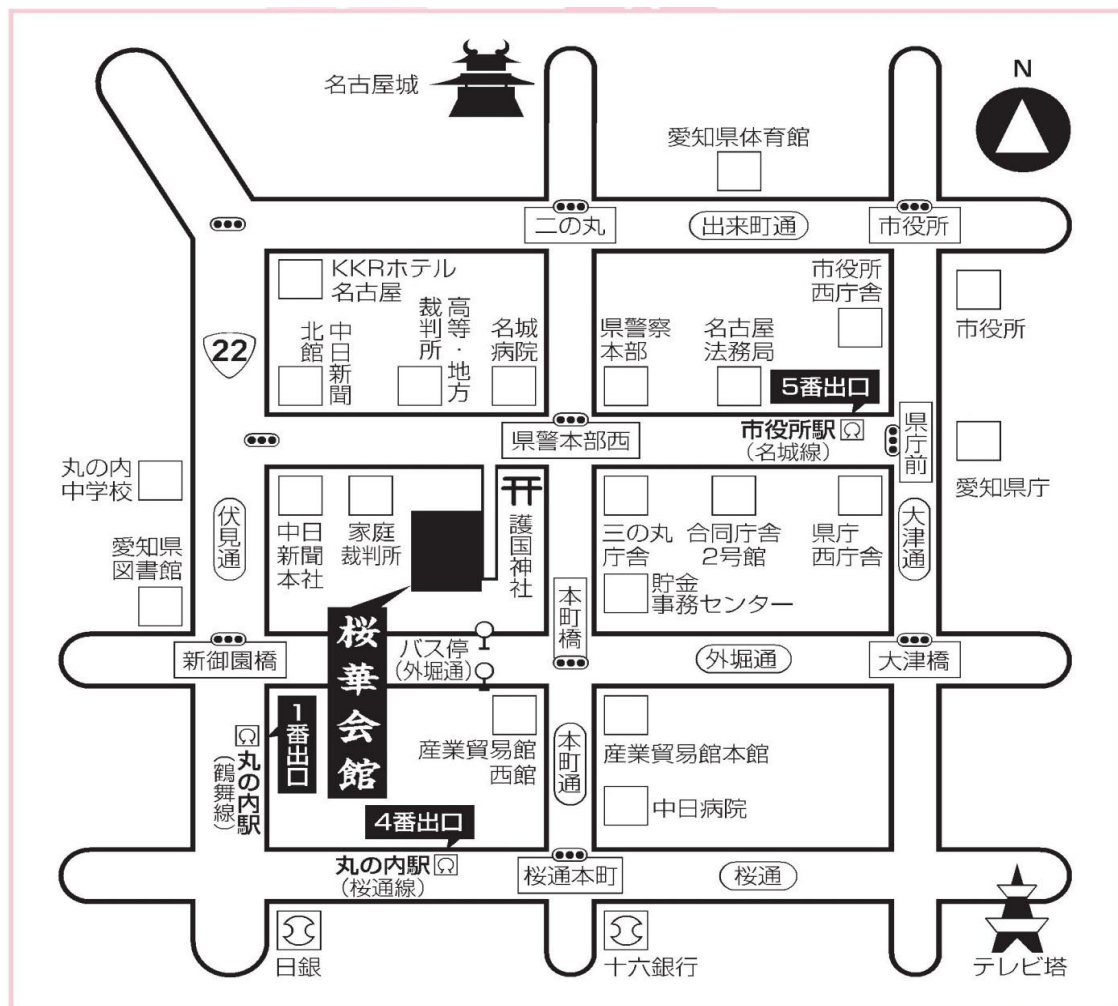 N
名古屋城
愛知県体育館
二の丸
出来町通
市役所
KKRホテル
名古屋
市役所
西庁舎
市役所
22
中日新聞
北館
高等・地方
裁判所
名城
病院
県警察
本部
名古屋
法務局
5番出口
県警本部西
市役所駅
(名城線)
県庁前
愛知県庁
丸の内
中学校
伏見通
中日
新聞
本社
家庭
裁判所
護国神社
三の丸
庁舎
合同庁舎
2号館
県庁
西庁舎
大津通
愛知県
図書館
貯金
事務センター
本町橋
新御園橋
桜華会館
バス停
(外堀通)
外堀通
大津橋
1番出口
丸の内駅
(鶴舞線)
産業貿易館
西館
本町通
産業貿易館本館
中日病院
4番出口
丸の内駅
(桜通線)
桜通本町
桜通
日銀
十六銀行
テレビ塔